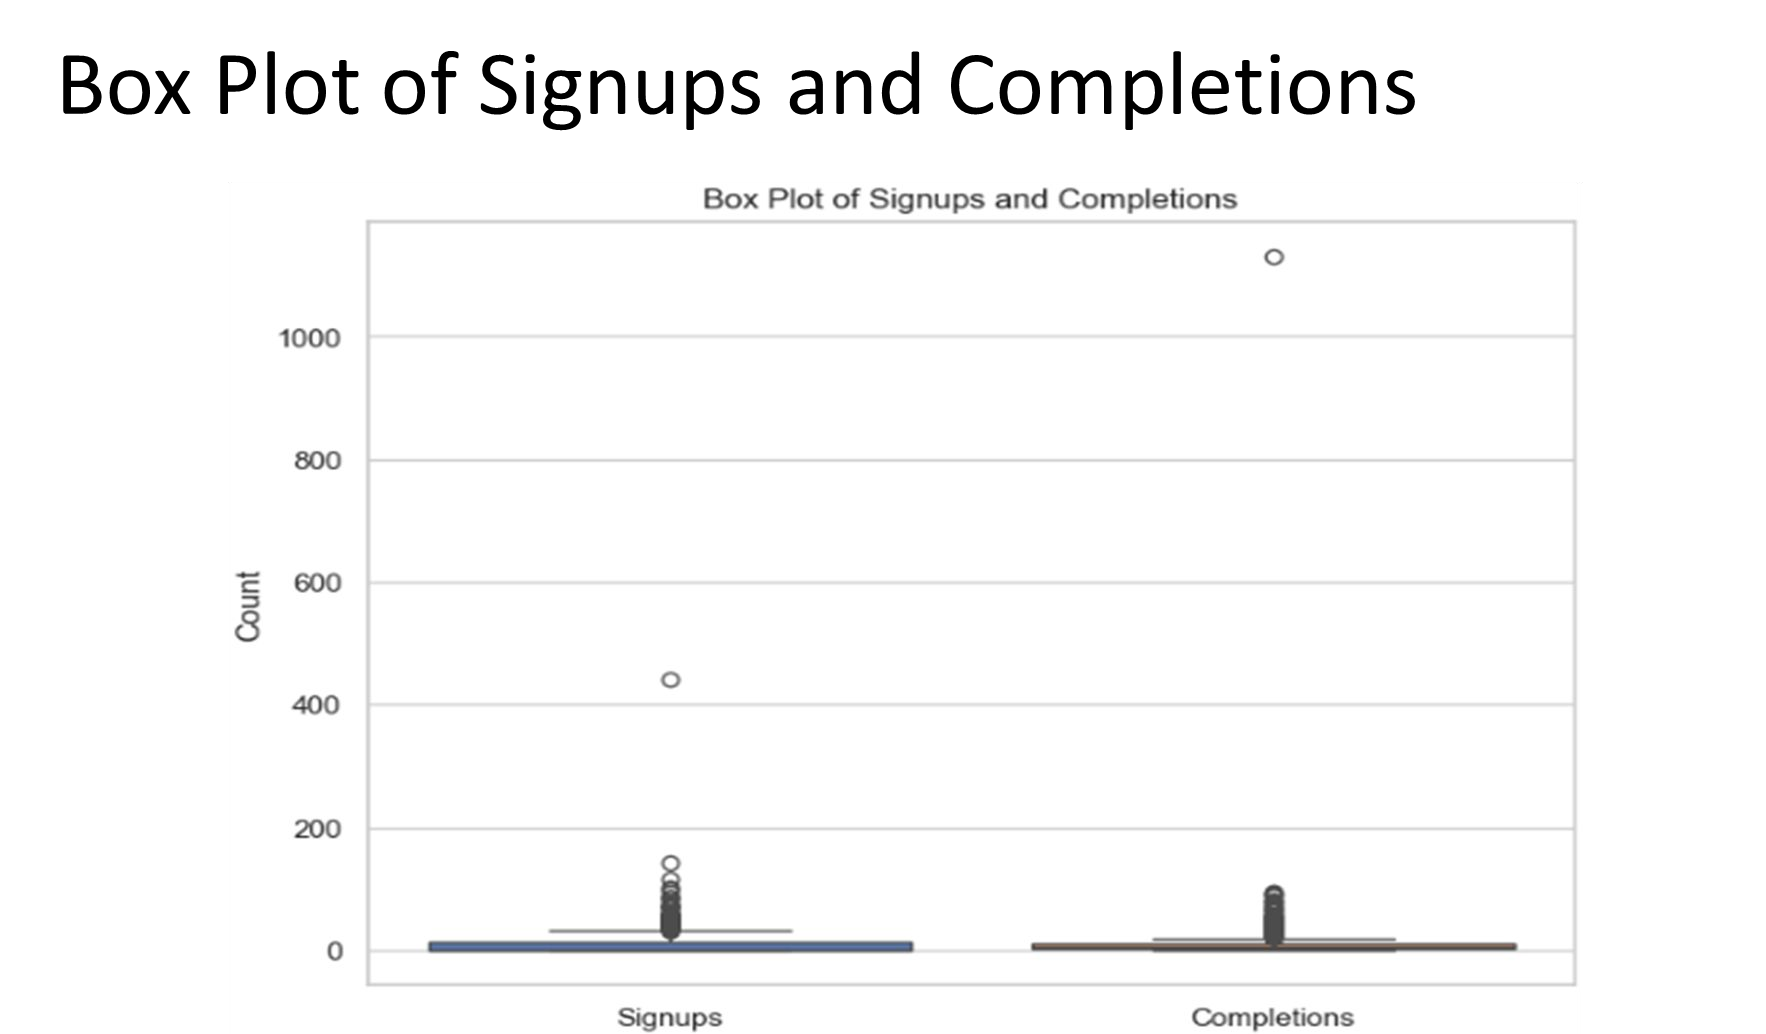 Box Plot of Signups and Completions
Box Plot of Signups and Completions
1000
800
600
400
200
0
Count
Signups
Completions